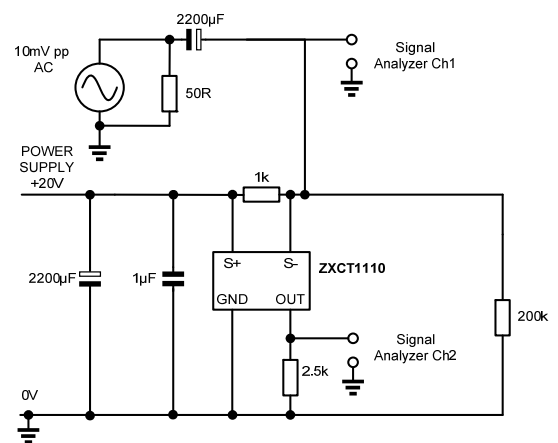 2200µF
10mV pp
AC
50R
Signal
Analyzer Ch1
POWER
SUPPLY
+20V
1k
2200µF
1µF
S+
S-
ZXCT1110
GND
OUT
200k
Signal
Analyzer Ch2
2.5k
0V